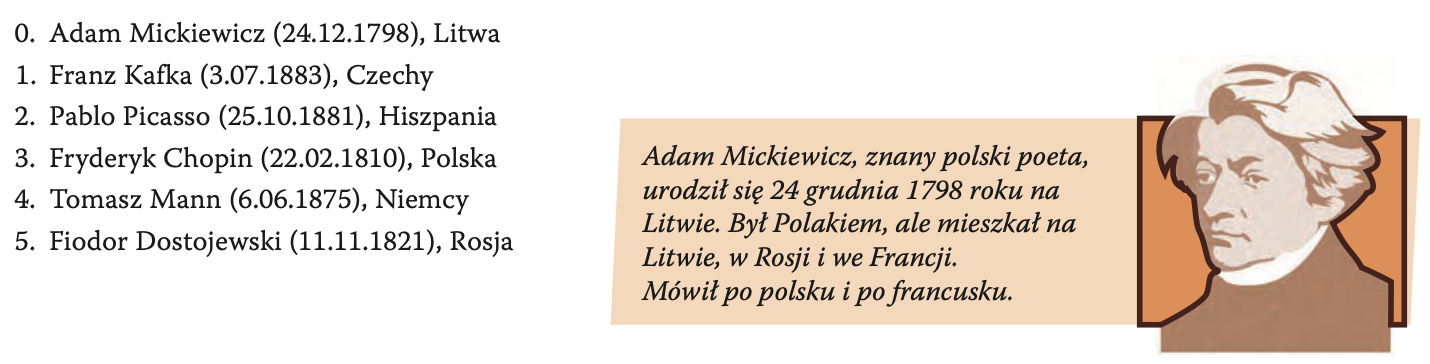 0. Adam Mickiewicz (24.12.1798), Litwa
1. Franz Kafka (3.07.1883), Czechy
2. Pablo Picasso (25.10.1881), Hiszpania
3. Fryderyk Chopin (22.02.1810), Polska
4. Tomasz Mann (6.06.1875), Niemcy
5. Fiodor Dostojewski (11.11.1821), Rosja
Adam Mickiewicz, znany polski poeta,
urodził się 24 grudnia 1798 roku na
Litwie. Był Polakiem, ale mieszkał na
Litwie, w Rosji i we Francji.
Mówił po polsku i po francusku.